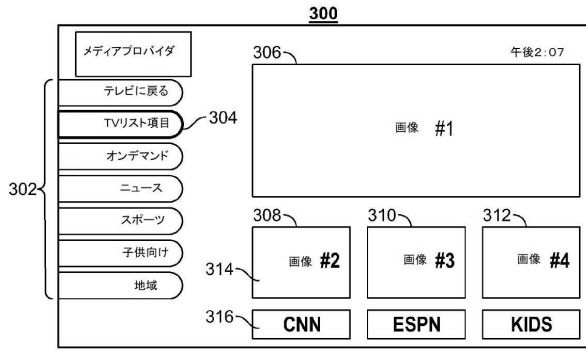 300
メディアプロバイダ
306
午後2:07
テレビに戻る
TVリスト項目
304
画像 #1
オンデマンド
302
ニュース
スポーツ
308
310
312
子供向け
314
画像 #2
画像 #3
画像 #4
地域
316
CNN
ESPN
KIDS